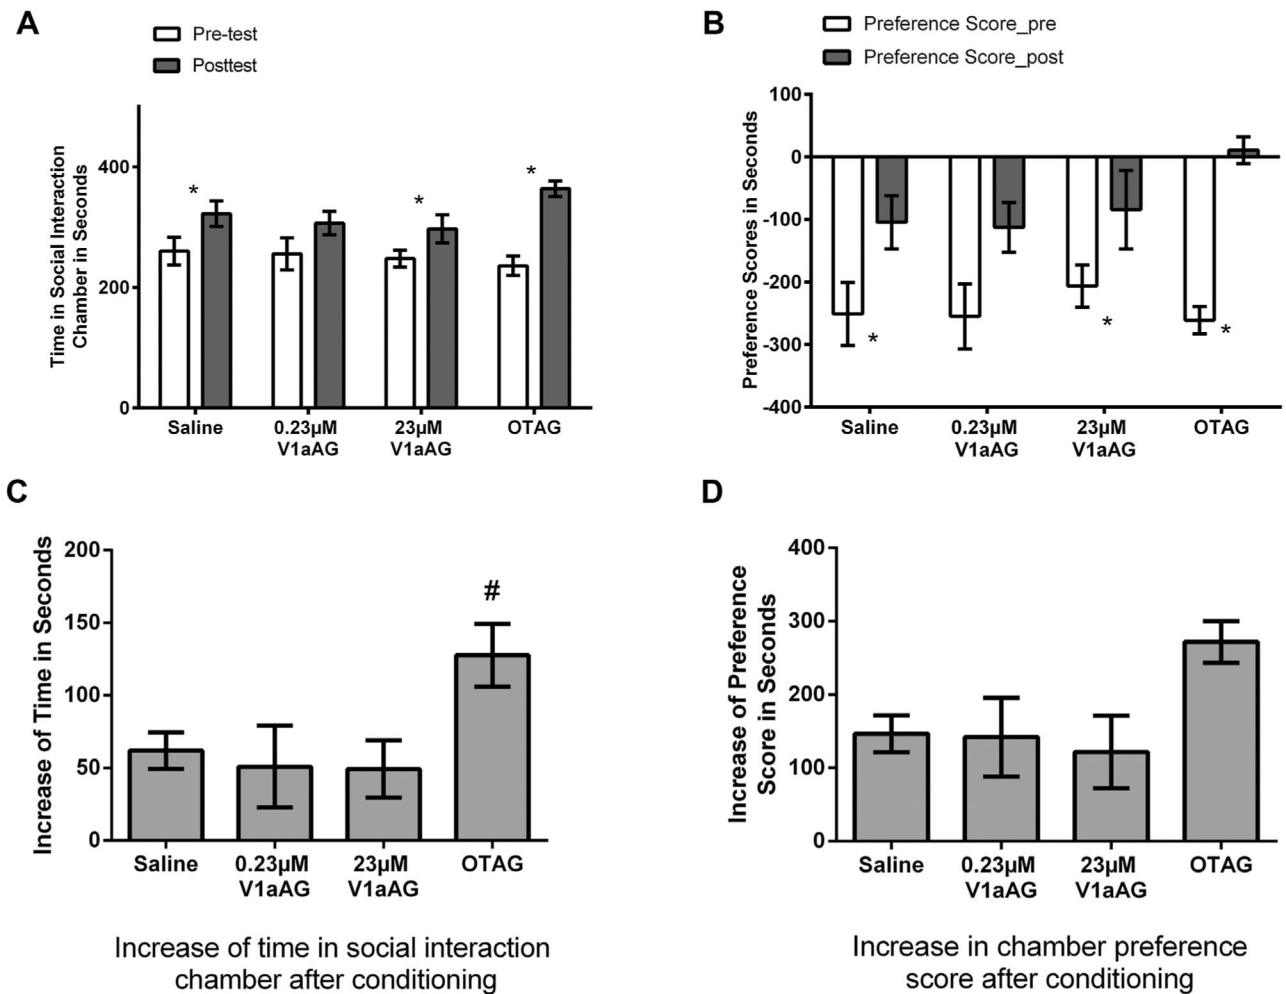 A
Pre-test
Posttest
Time in Social Interaction
Chamber in Seconds
400
200
0
*
*
*
Saline
0.23µM
V1aAG
23µM
V1aAG
OTAG
B
Preference Score_pre
Preference Score_post
Preference Scores in Seconds
100
0
-100
-200
-300
-400
*
*
*
Saline
0.23µM
V1aAG
23µM
V1aAG
OTAG
C
Increase of Time in Seconds
200
150
100
50
0
#
Saline
0.23µM
V1aAG
23µM
V1aAG
OTAG
Increase of time in social interaction
chamber after conditioning
D
Increase of Preference
Score in Seconds
400
300
200
100
0
Saline
0.23µM
V1aAG
23µM
V1aAG
OTAG
Increase in chamber preference
score after conditioning